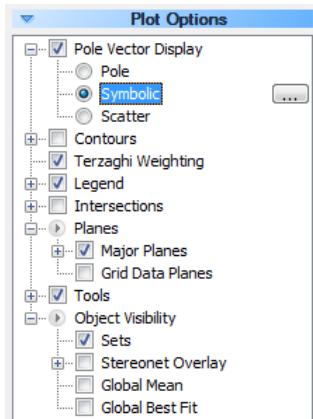 Plot Options
Pole Vector Display
Pole
Symbolic
...
Scatter
Contours
Terzaghi Weighting
Legend
Intersections
Planes
Major Planes
Grid Data Planes
Tools
Object Visibility
Sets
Stereonet Overlay
Global Mean
Global Best Fit